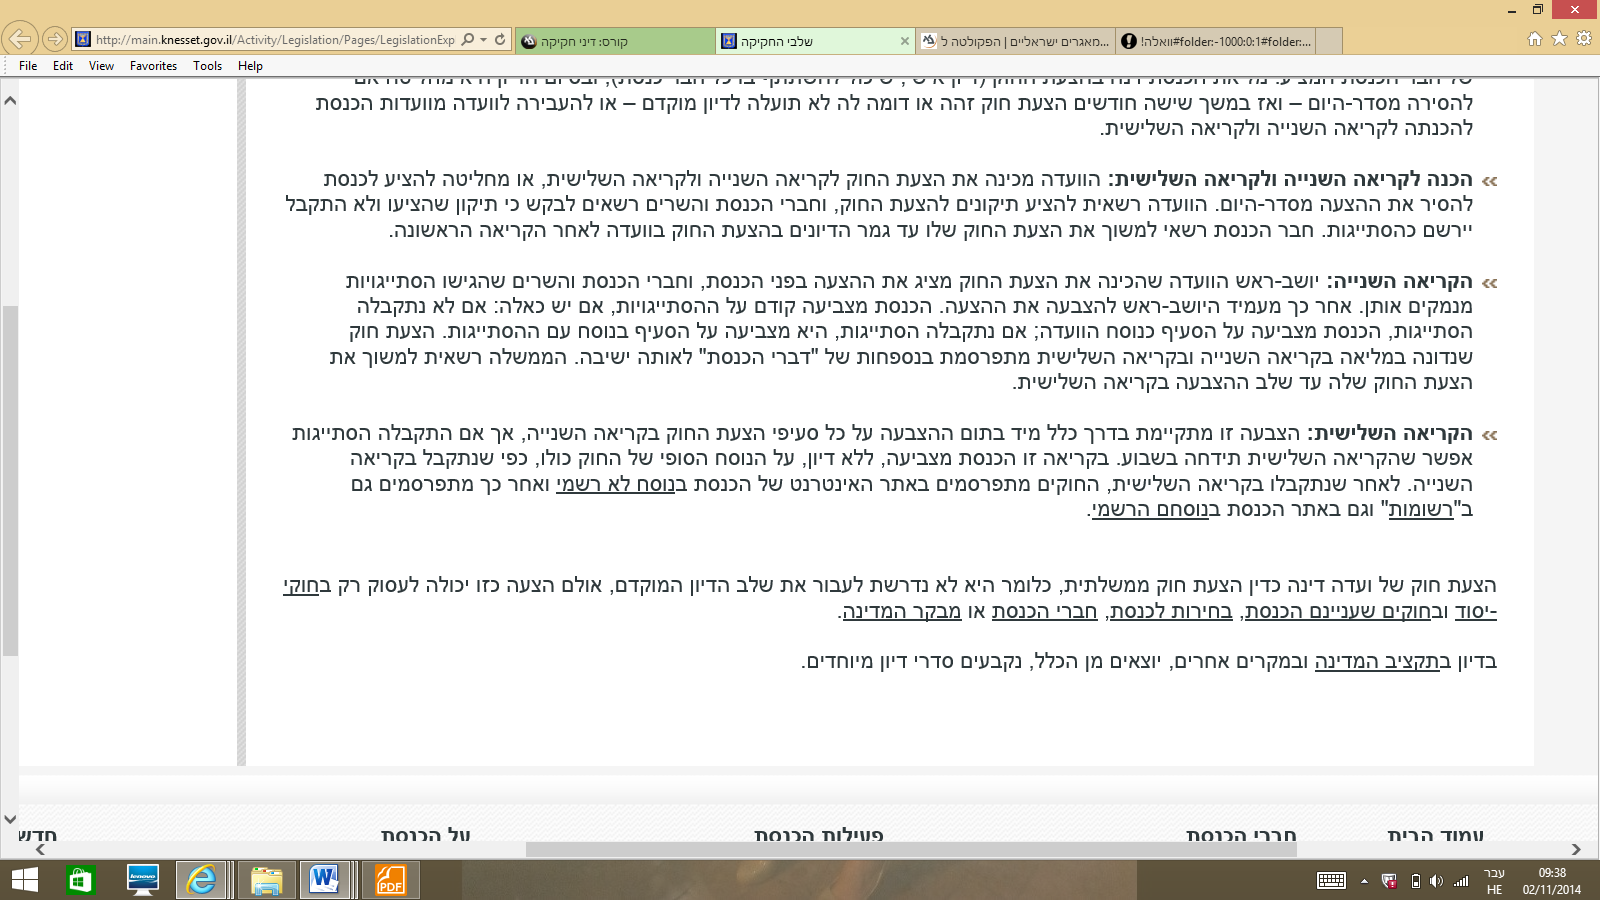 http://main.knesset.gov.il/Activity/Legislation/Pages/LegislationExp
קורס: דיני חקיקה
שלבי החקיקה
מאגרים ישראליים | הפקולטה ל...
וואלה!#folder:-1000:0:1#folder:...
File Edit View Favorites Tools Help
להסירה מסדר-היום – ואז במשך שישה חודשים הצעת חוק זהה או דומה לה לא תועלה לדיון מוקדם – או להעבירה לוועדה מוועדות הכנסת
להכנתה לקריאה השנייה ולקריאה השלישית.
הכנה לקריאה השנייה ולקריאה השלישית: הוועדה מכינה את הצעת החוק לקריאה השנייה ולקריאה השלישית, או מחליטה להציע לכנסת
להסיר את ההצעה מסדר-היום. הוועדה רשאית להציע תיקונים להצעת החוק, וחברי הכנסת והשרים רשאים לבקש כי תיקון שהציעו ולא התקבל
יירשם כהסתייגות. חבר הכנסת רשאי למשוך את הצעת החוק שלו עד גמר הדיונים בהצעת החוק בוועדה לאחר הקריאה הראשונה.
הקריאה השנייה: יושב-ראש הוועדה שהכינה את הצעת החוק מציג את ההצעה בפני הכנסת, וחברי הכנסת והשרים שהגישו הסתייגויות
מנמקים אותן. אחר כך מעמיד היושב-ראש להצבעה את ההצעה. הכנסת מצביעה קודם על ההסתייגויות, אם יש כאלה: אם לא נתקבלה
הסתייגות, הכנסת מצביעה על הסעיף כנוסח הוועדה; אם נתקבלה הסתייגות, היא מצביעה על הסעיף בנוסח עם ההסתייגות. הצעת חוק
שנדונה במליאה בקריאה השנייה ובקריאה השלישית מתפרסמת בנספחות של "דברי הכנסת" לאותה ישיבה. הממשלה רשאית למשוך את
הצעת החוק שלה עד שלב ההצבעה בקריאה השלישית.
הקריאה השלישית: הצבעה זו מתקיימת בדרך כלל מיד בתום ההצבעה על כל סעיפי הצעת החוק בקריאה השנייה, אך אם התקבלה הסתייגות
אפשר שהקריאה השלישית תידחה בשבוע. בקריאה זו הכנסת מצביעה, ללא דיון, על הנוסח הסופי של החוק כולו, כפי שנתקבל בקריאה
השנייה. לאחר שנתקבלו בקריאה השלישית, החוקים מתפרסמים באתר האינטרנט של הכנסת בנוסח לא רשמי ואחר כך מתפרסמים גם
ב"רשומות" וגם באתר הכנסת בנוסחם הרשמי.
הצעת חוק של ועדה דינה כדין הצעת חוק ממשלתית, כלומר היא לא נדרשת לעבור את שלב הדיון המוקדם, אולם הצעה כזו יכולה לעסוק רק בחוקי
-יסוד ובחוקים שעניינם הכנסת, בחירות לכנסת, חברי הכנסת או מבקר המדינה.
בדיון בתקציב המדינה ובמקרים אחרים, יוצאים מן הכלל, נקבעים סדרי דיון מיוחדים.
עמוד הבית חברי הכנסת פעילות הכנסת על הכנסת חדש
lenovo
PDF
עבר
HE
09:38
02/11/2014